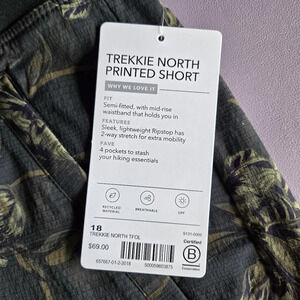 TREKKIE NORTH
PRINTED SHORT
WHY WE LOVE IT
FIT
Semi-fitted, with mid-rise
waistband that holds you in
FEATURES
Sleek, lightweight Ripstop has
2-way stretch for extra mobility
FAVE
4 pockets to stash
your hiking essentials
RECYCLED
MATERIAL
BREATHABLE
UPF
18
TREKKIE NORTH TFOL
$69.00
Certified
B
Corporation